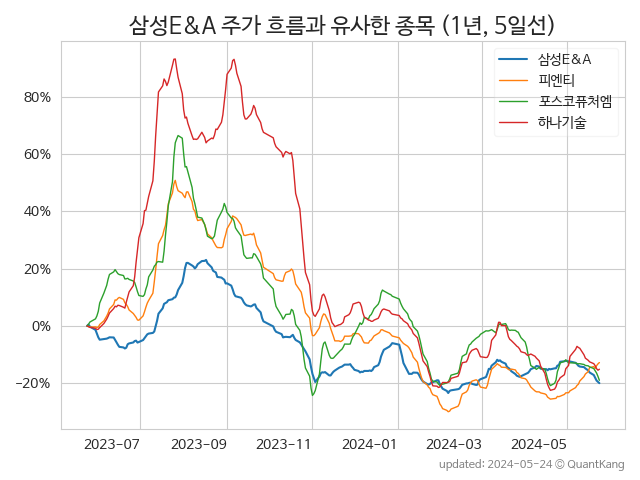 삼성E&A 주가 흐름과 유사한 종목 (1년, 5일선)
삼성E&A
피엔티
포스코퓨처엠
하나기술
80%
60%
40%
20%
0%
−20%
2023-07
2023-09
2023-11
2024-01
2024-03
2024-05
updated: 2024-05-24 © QuantKang